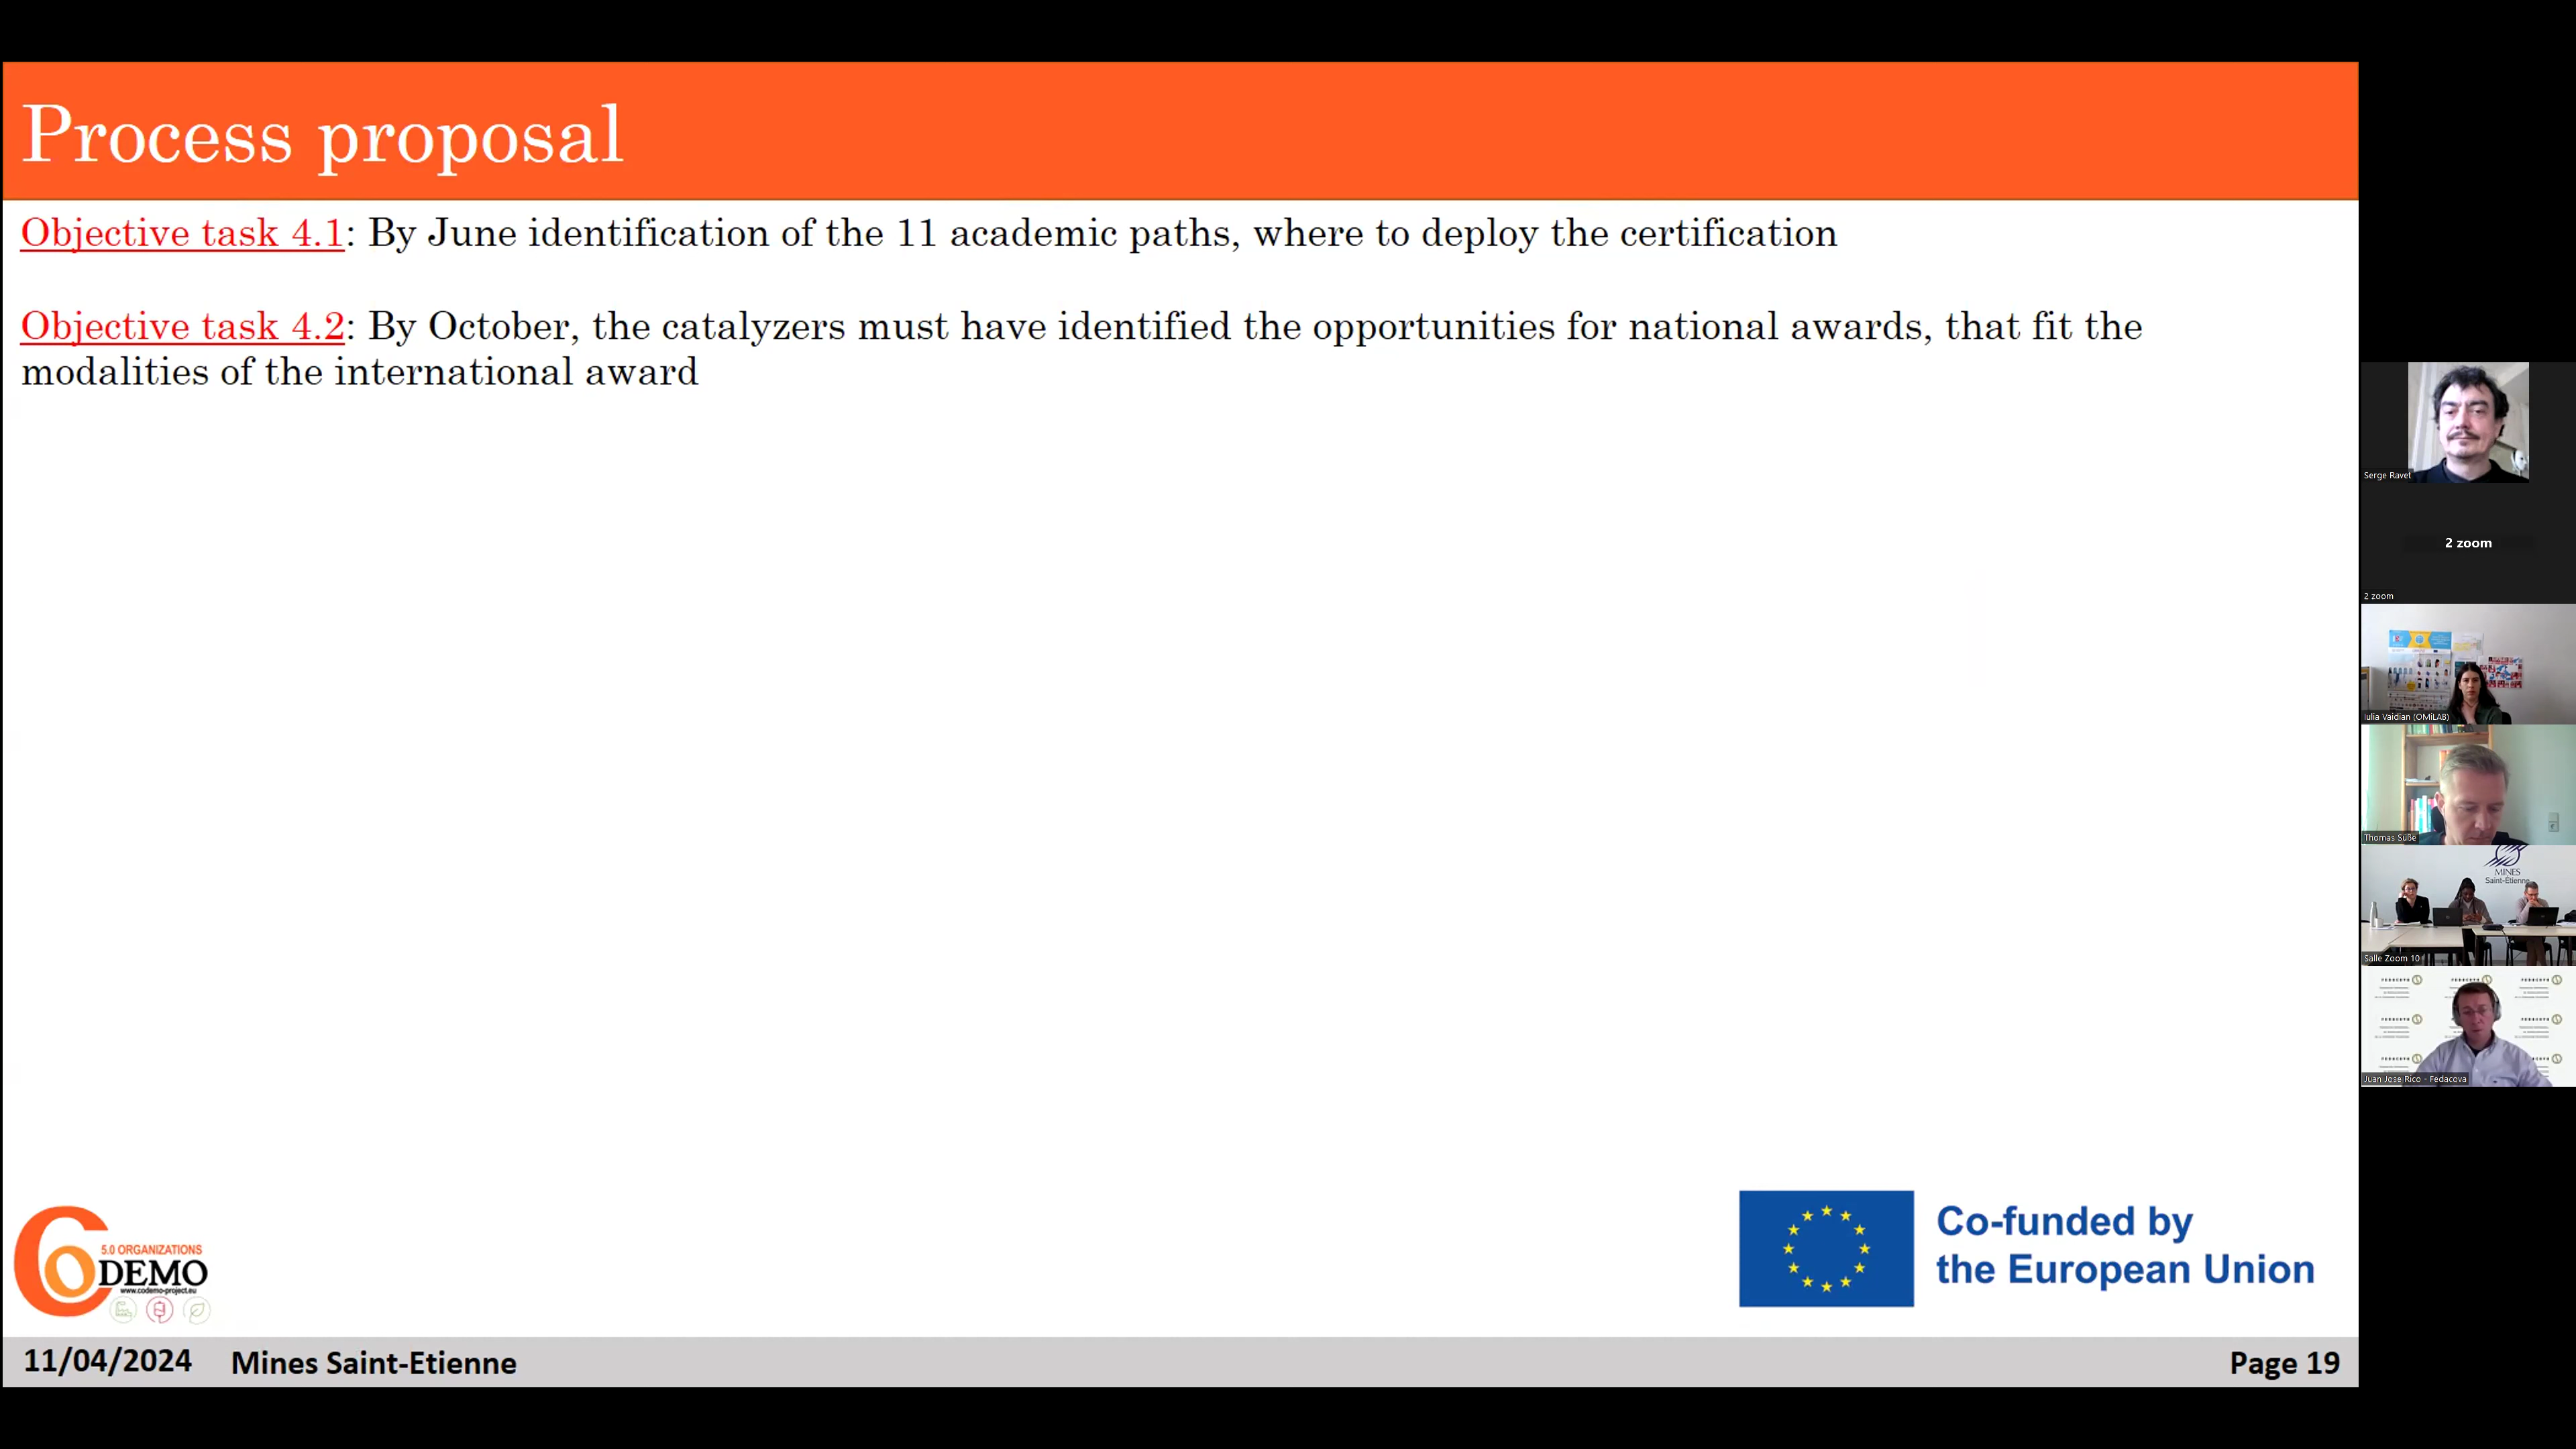 Process proposal
Objective task 4.1: By June identification of the 11 academic paths, where to deploy the certification
Objective task 4.2: By October, the catalyzers must have identified the opportunities for national awards, that fit the
modalities of the international award
5.0 ORGANIZATIONS
DEMO
www.codemo-project.eu
Co-funded by
the European Union
11/04/2024 Mines Saint-Etienne
Page 19
Serge Ravet
2 zoom
2 zoom
Iulia Vaidian (OMiLAB)
Thomas Süße
MINES
Saint-Étienne
Salle Zoom 10
Juan Jose Rico - Fedacova